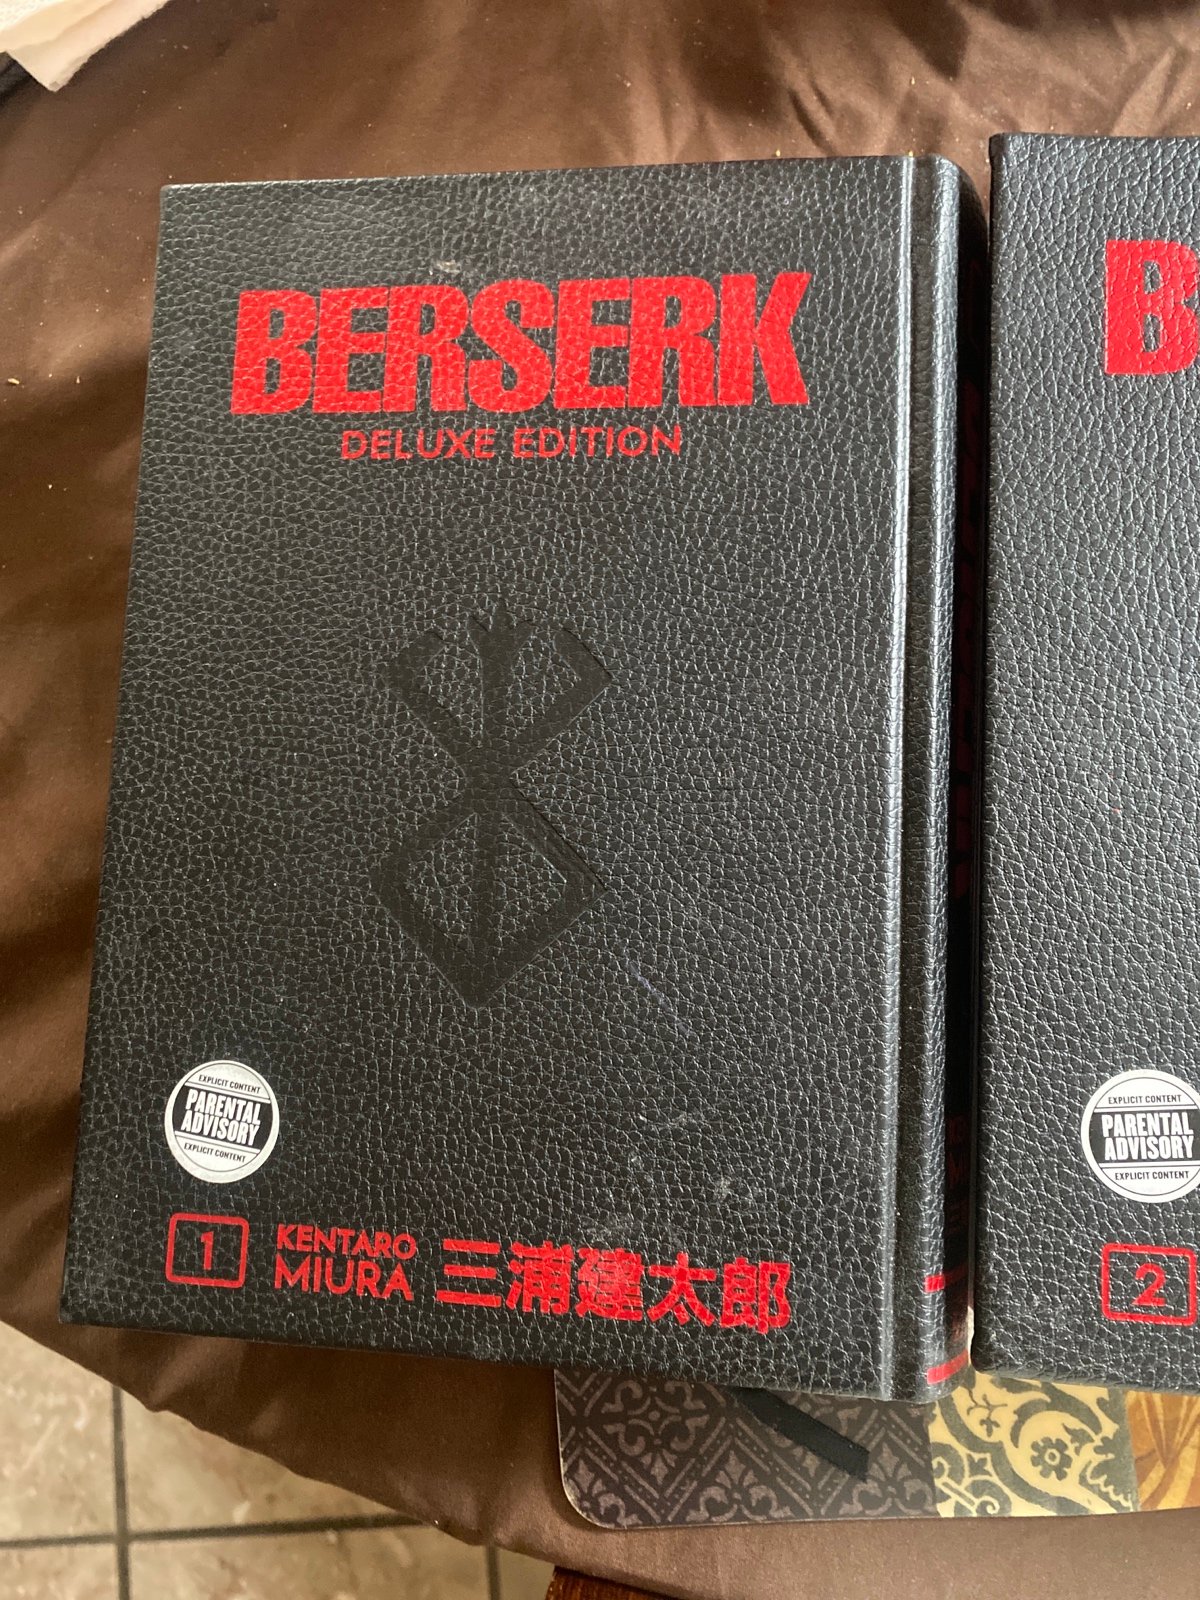 BERSERK
DELUXE EDITION
EXPLICIT CONTENT
PARENTAL
ADVISORY
EXPLICIT CONTENT
1
KENTARO
MIURA
三浦建太郎
B
EXPLICIT CONTENT
PARENTAL
ADVISORY
EXPLICIT CONTENT
2